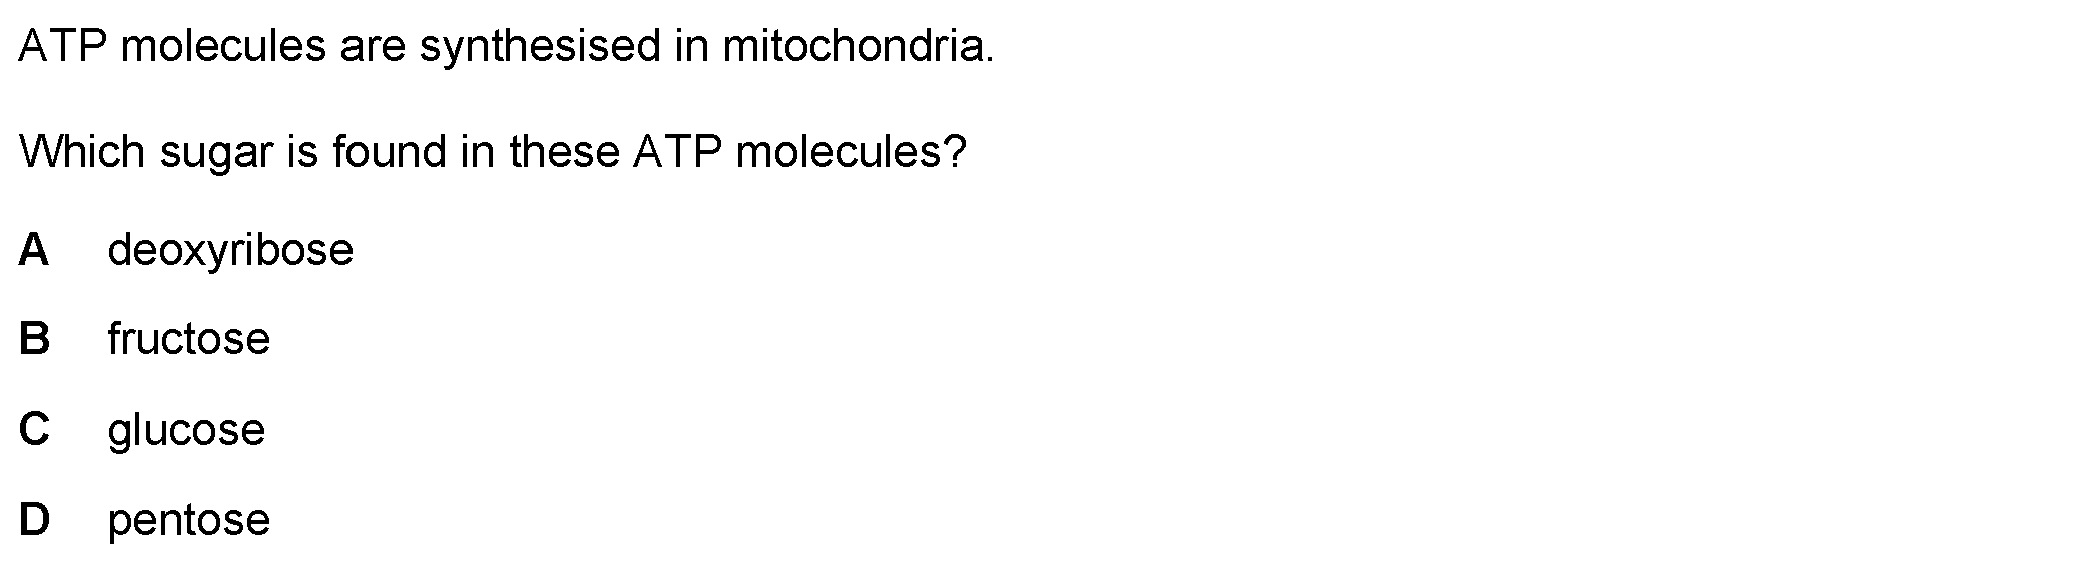 ATP molecules are synthesised in mitochondria.
Which sugar is found in these ATP molecules?
A deoxyribose
B fructose
C glucose
D pentose